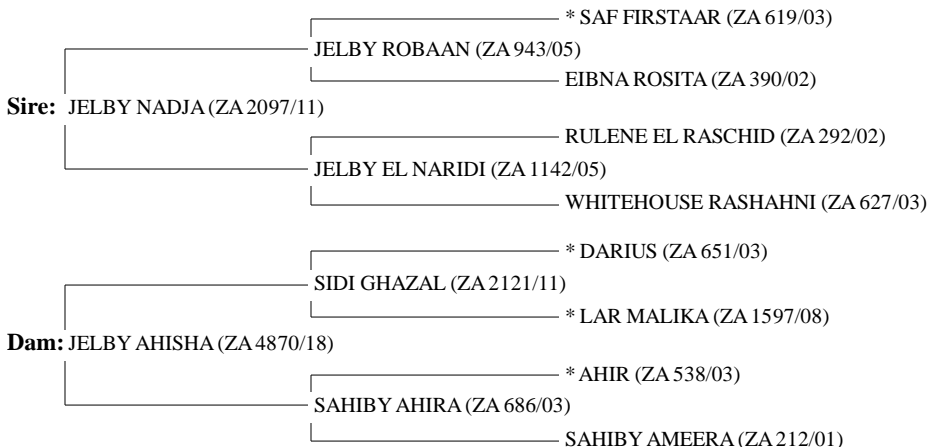 * SAF FIRSTAAR (ZA 619/03)
JELBY ROBAAN (ZA 943/05)
EIBNA ROSITA (ZA 390/02)
Sire: JELBY NADJA (ZA 2097/11)
RULENE EL RASCHID (ZA 292/02)
JELBY EL NARIDI (ZA 1142/05)
WHITEHOUSE RASHAHNI (ZA 627/03)
* DARIUS (ZA 651/03)
SIDI GHAZAL (ZA 2121/11)
* LAR MALIKA (ZA 1597/08)
Dam: JELBY AHISHA (ZA 4870/18)
* AHIR (ZA 538/03)
SAHIBY AHIRA (ZA 686/03)
SAHIBY AMEERA (ZA 212/01)